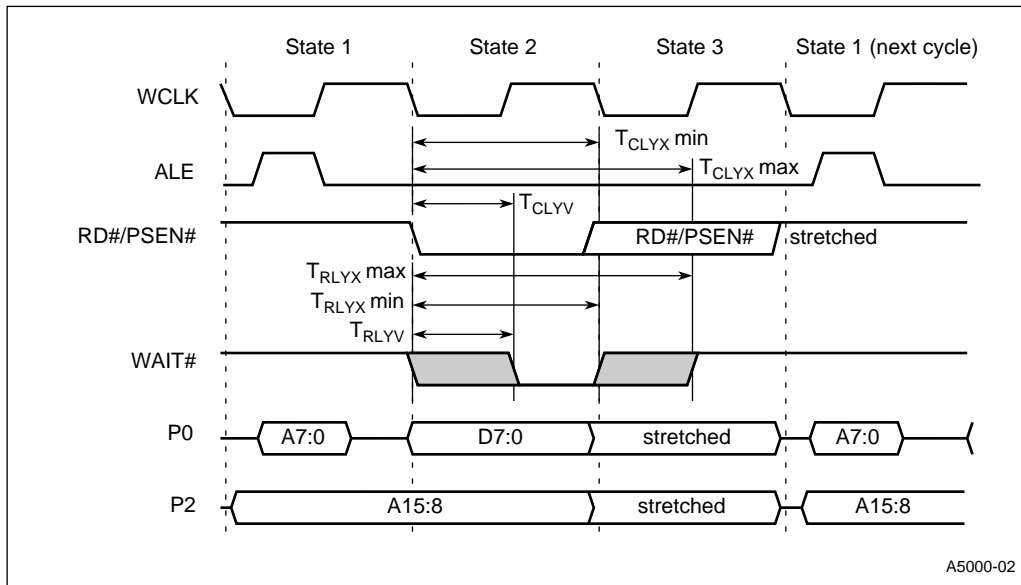 State 1 State 2 State 3 State 1 (next cycle)
WCLK
T_CLYX min
ALE
T_CLYX max
T_CLYV
RD#/PSEN# RD#/PSEN# stretched
T_RLYX max
T_RLYX min
T_RLYV
WAIT#
P0 A7:0 D7:0 stretched A7:0
P2 A15:8 stretched A15:8
A5000-02